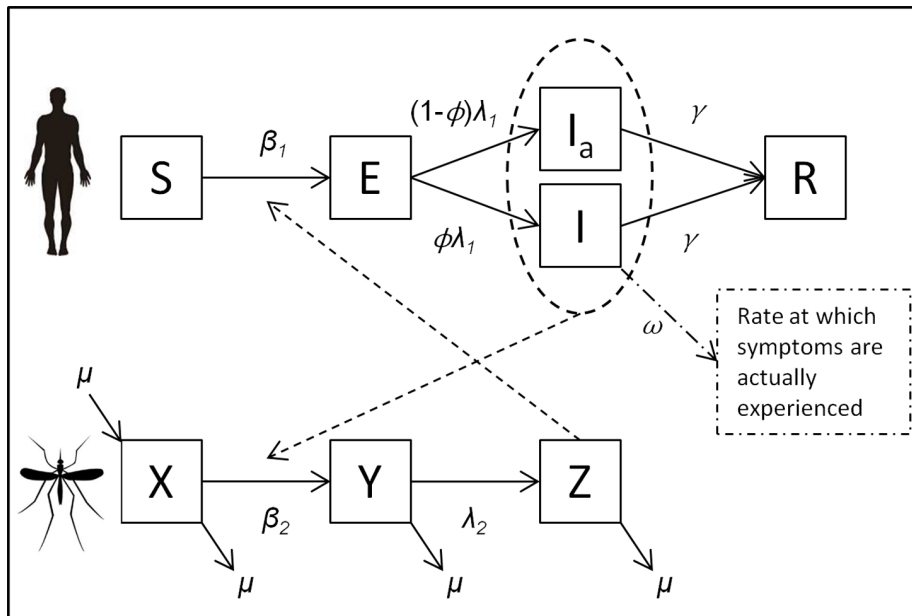 (1-ϕ)λ₁
Iₐ
γ
β₁
S
E
R
I
ϕλ₁
γ
ω
Rate at which
symptoms are
actually
experienced
μ
X
Y
Z
β₂
λ₂
μ
μ
μ